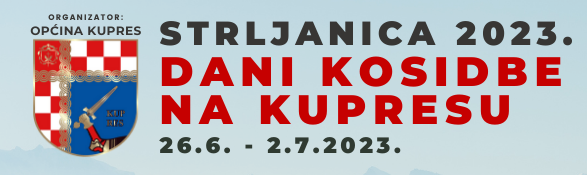 ORGANIZATOR:
OPĆINA KUPRES
STRLJANICA 2023.
DANI KOSIDBE
NA KUPRESU
26.6. - 2.7.2023.